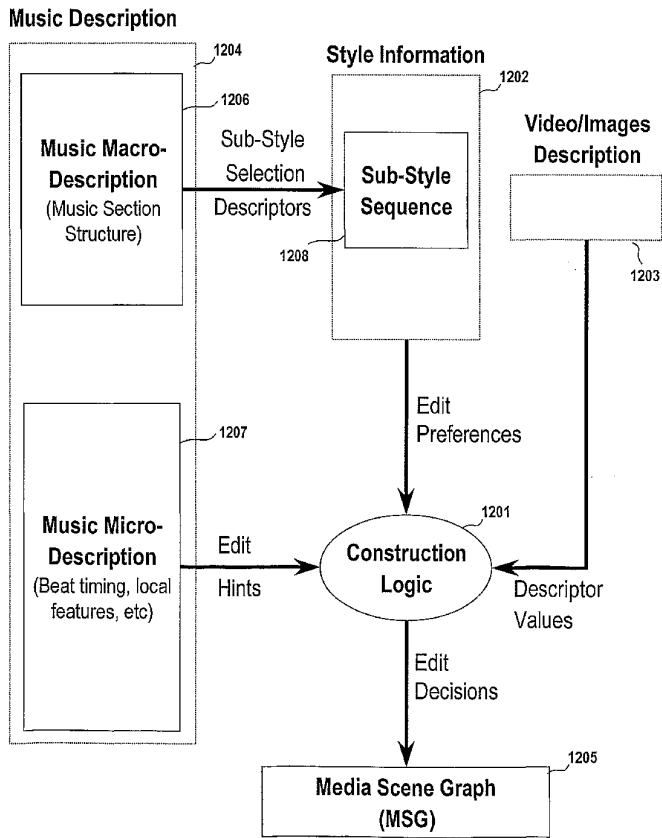 Music Description
1204
1206
Music Macro-
Description
(Music Section
Structure)
Sub-Style
Selection
Descriptors
Style Information
1202
Sub-Style
Sequence
1208
Video/Images
Description
1203
Edit
Preferences
1207
Music Micro-
Description
(Beat timing, local
features, etc)
Edit
Hints
1201
Construction
Logic
Descriptor
Values
Edit
Decisions
1205
Media Scene Graph
(MSG)